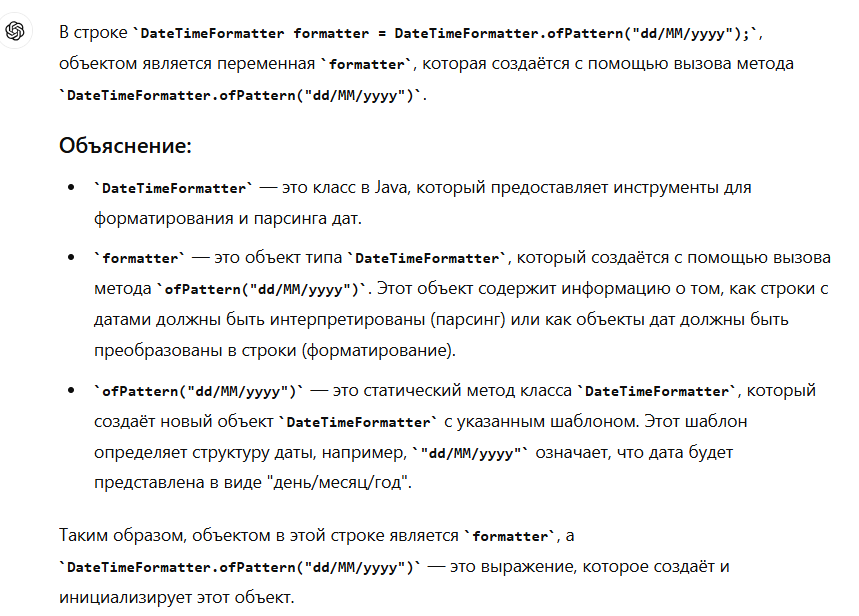 В строке `DateTimeFormatter formatter = DateTimeFormatter.ofPattern("dd/MM/yyyy");`,
объектом является переменная `formatter`, которая создаётся с помощью вызова метода
`DateTimeFormatter.ofPattern("dd/MM/yyyy")`.
Объяснение:
• `DateTimeFormatter` — это класс в Java, который предоставляет инструменты для
форматирования и парсинга дат.
• `formatter` — это объект типа `DateTimeFormatter`, который создаётся с помощью вызова
метода `ofPattern("dd/MM/yyyy")`. Этот объект содержит информацию о том, как строки с
датами должны быть интерпретированы (парсинг) или как объекты дат должны быть
преобразованы в строки (форматирование).
• `ofPattern("dd/MM/yyyy")` — это статический метод класса `DateTimeFormatter`, который
создаёт новый объект `DateTimeFormatter` с указанным шаблоном. Этот шаблон
определяет структуру даты, например, `"dd/MM/yyyy"` означает, что дата будет
представлена в виде "день/месяц/год".
Таким образом, объектом в этой строке является `formatter`, а
`DateTimeFormatter.ofPattern("dd/MM/yyyy")` — это выражение, которое создаёт и
инициализирует этот объект.